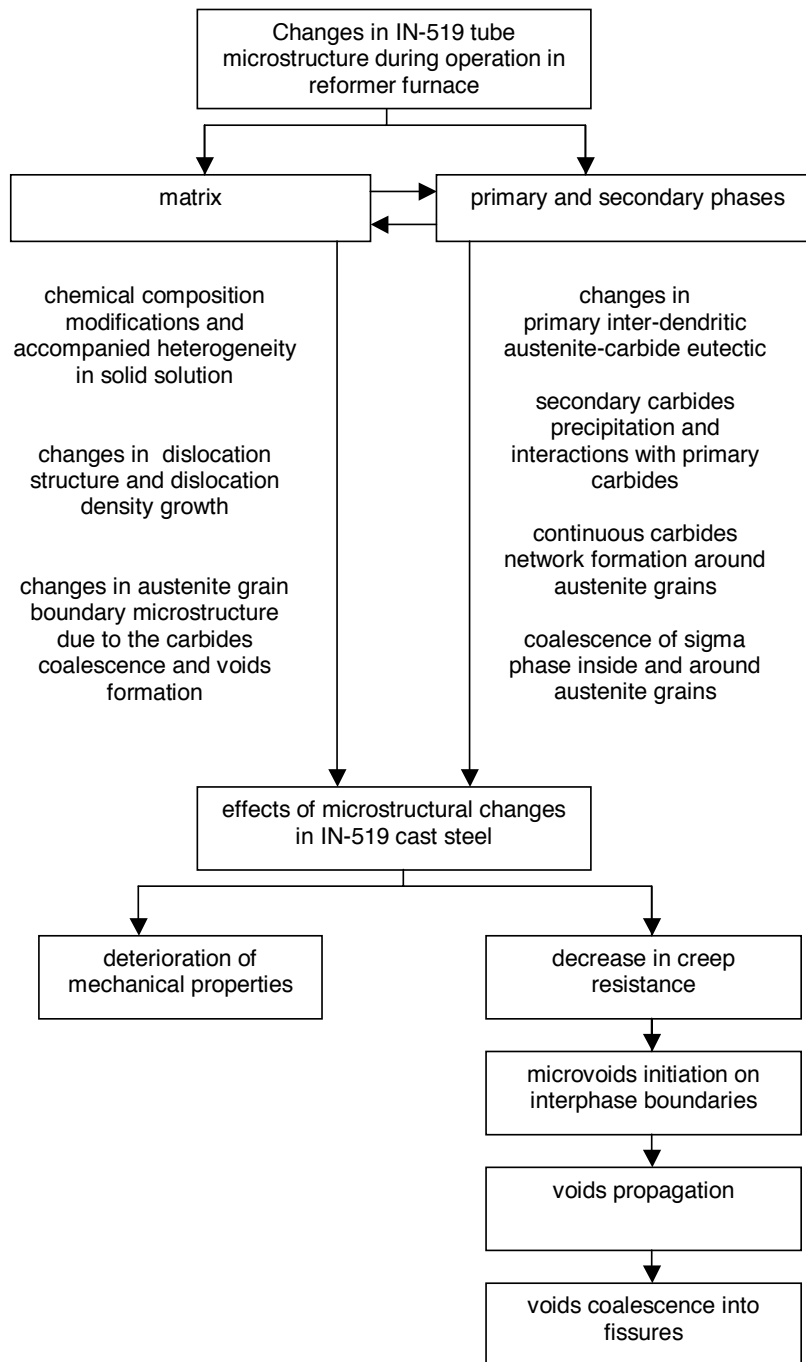 Changes in IN-519 tube
microstructure during operation in
reformer furnace
matrix
primary and secondary phases
chemical composition
modifications and
accompanied heterogeneity
in solid solution
changes in dislocation
structure and dislocation
density growth
changes in austenite grain
boundary microstructure
due to the carbides
coalescence and voids
formation
changes in
primary inter-dendritic
austenite-carbide eutectic
secondary carbides
precipitation and
interactions with primary
carbides
continuous carbides
network formation around
austenite grains
coalescence of sigma
phase inside and around
austenite grains
effects of microstructural changes
in IN-519 cast steel
deterioration of
mechanical properties
decrease in creep
resistance
microvoids initiation on
interphase boundaries
voids propagation
voids coalescence into
fissures